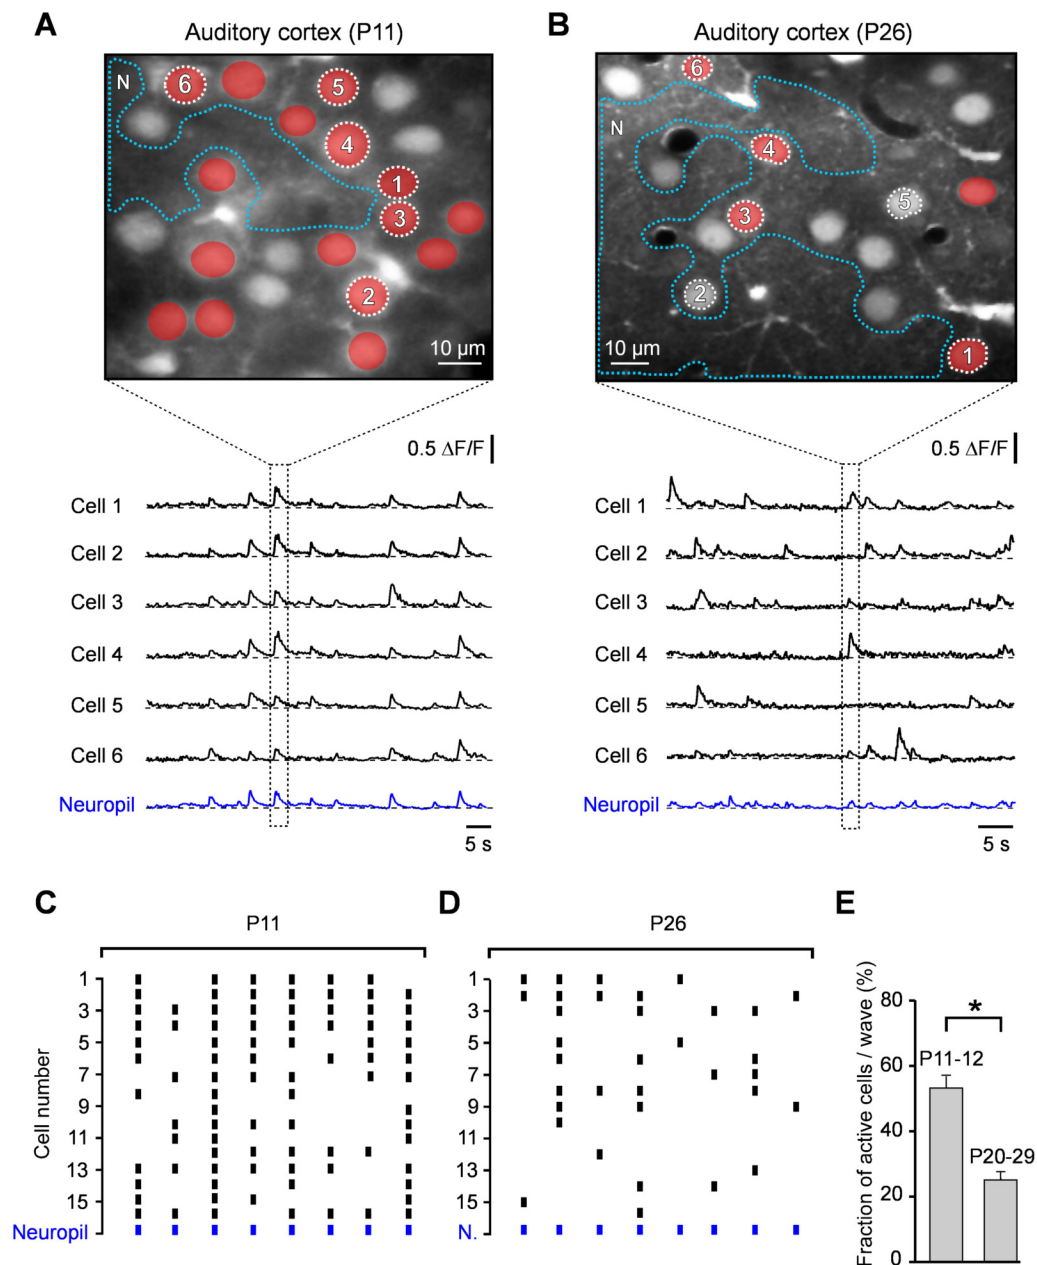 A
Auditory cortex (P11)
N
6
5
4
1
3
2
10 µm
0.5 ΔF/F
Cell 1
Cell 2
Cell 3
Cell 4
Cell 5
Cell 6
Neuropil
5 s
B
Auditory cortex (P26)
6
N
4
5
3
2
1
10 µm
0.5 ΔF/F
Cell 1
Cell 2
Cell 3
Cell 4
Cell 5
Cell 6
Neuropil
5 s
C
P11
Cell number
1
3
5
7
9
11
13
15
Neuropil
D
P26
1
3
5
7
9
11
13
15
N.
E
Fraction of active cells / wave (%)
80
60
40
20
0
*
P11-12
P20-29